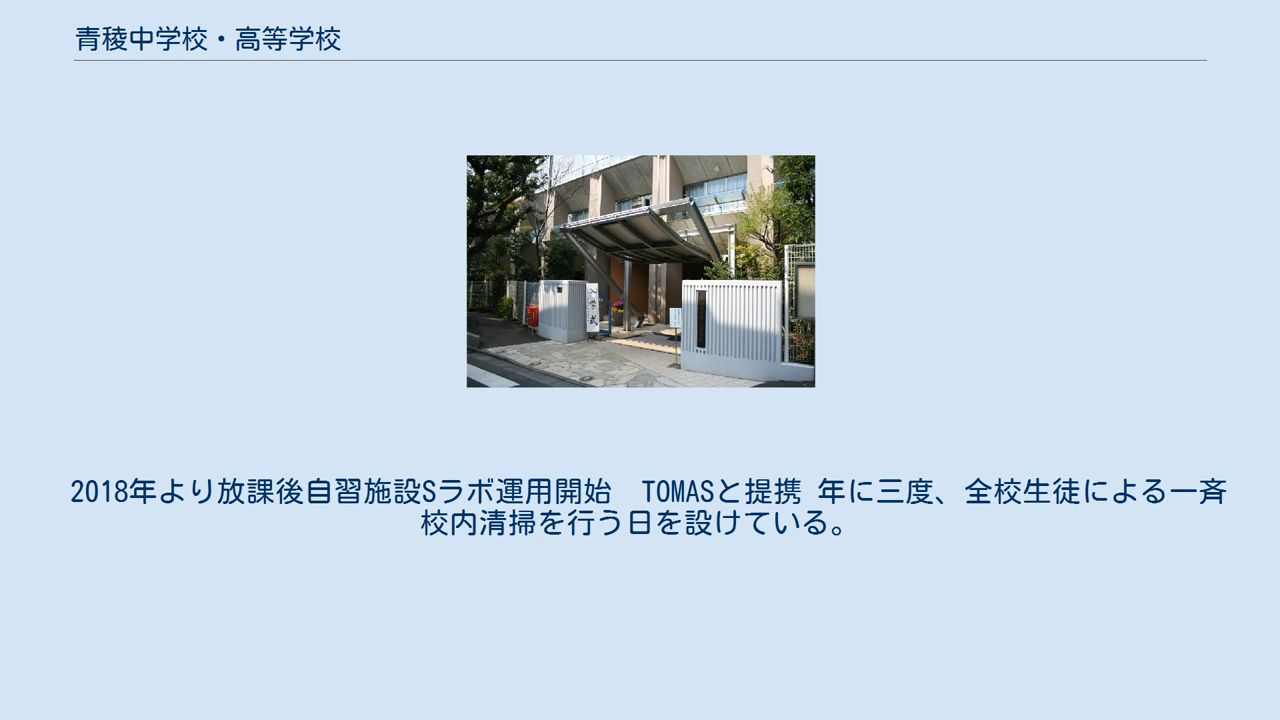 青稜中学校・高等学校
入学式
2018年より放課後自習施設Sラボ運用開始　TOMASと提携 年に三度、全校生徒による一斉
校内清掃を行う日を設けている。